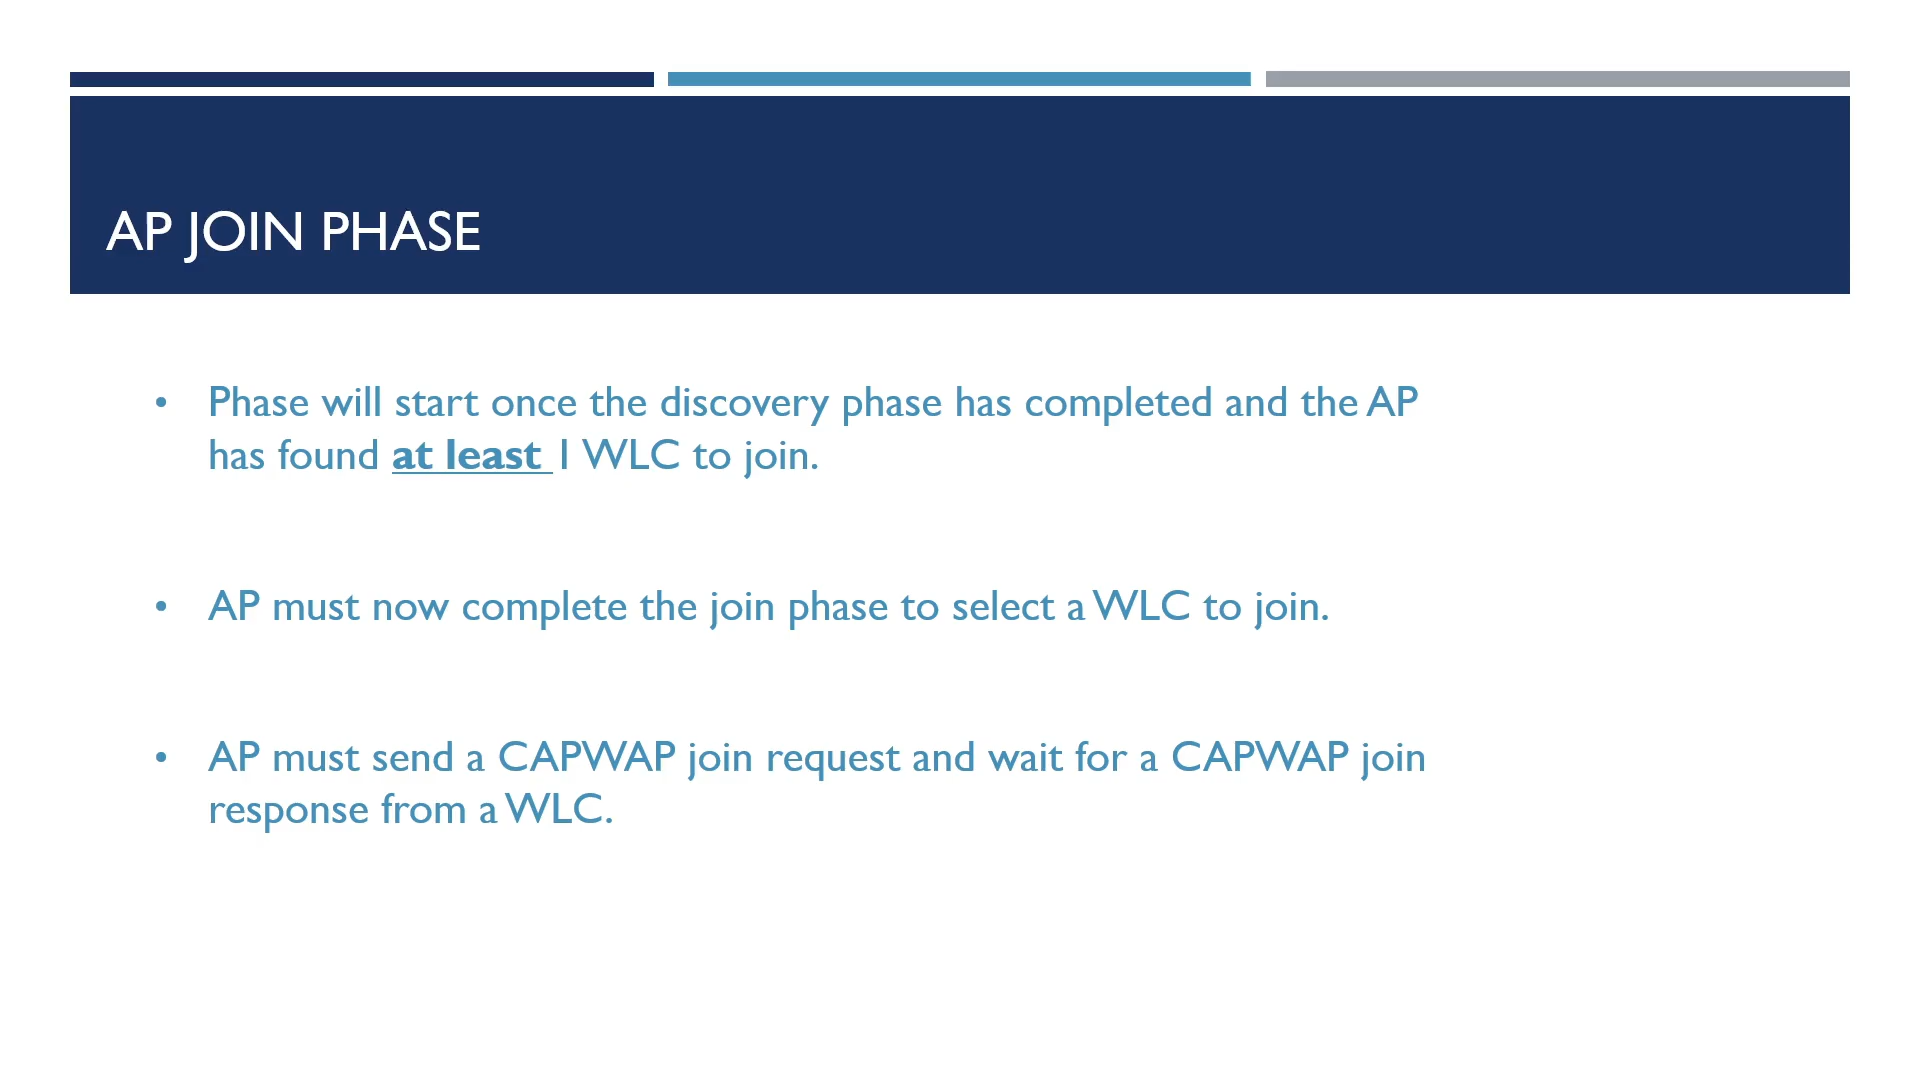 AP JOIN PHASE
• Phase will start once the discovery phase has completed and the AP
has found at least 1 WLC to join.
• AP must now complete the join phase to select a WLC to join.
• AP must send a CAPWAP join request and wait for a CAPWAP join
response from a WLC.